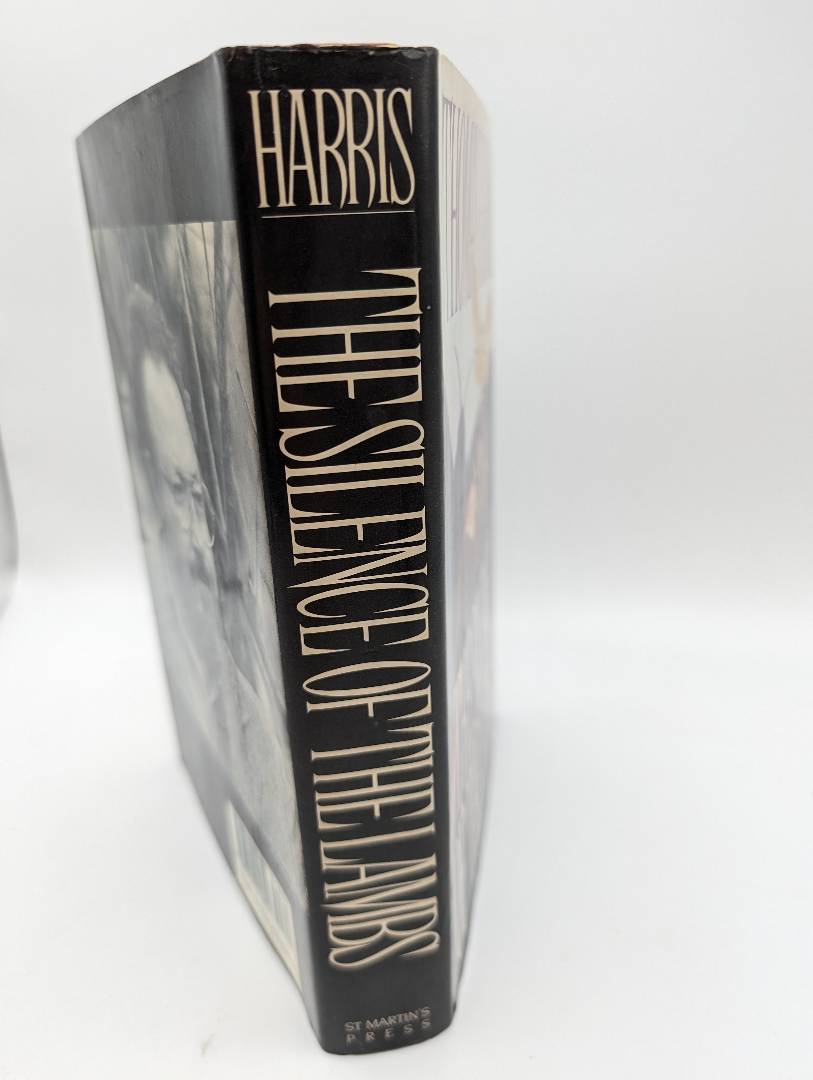 HARRIS
THE SILENCE OF THE LAMBS
ST MARTIN'S
PRESS